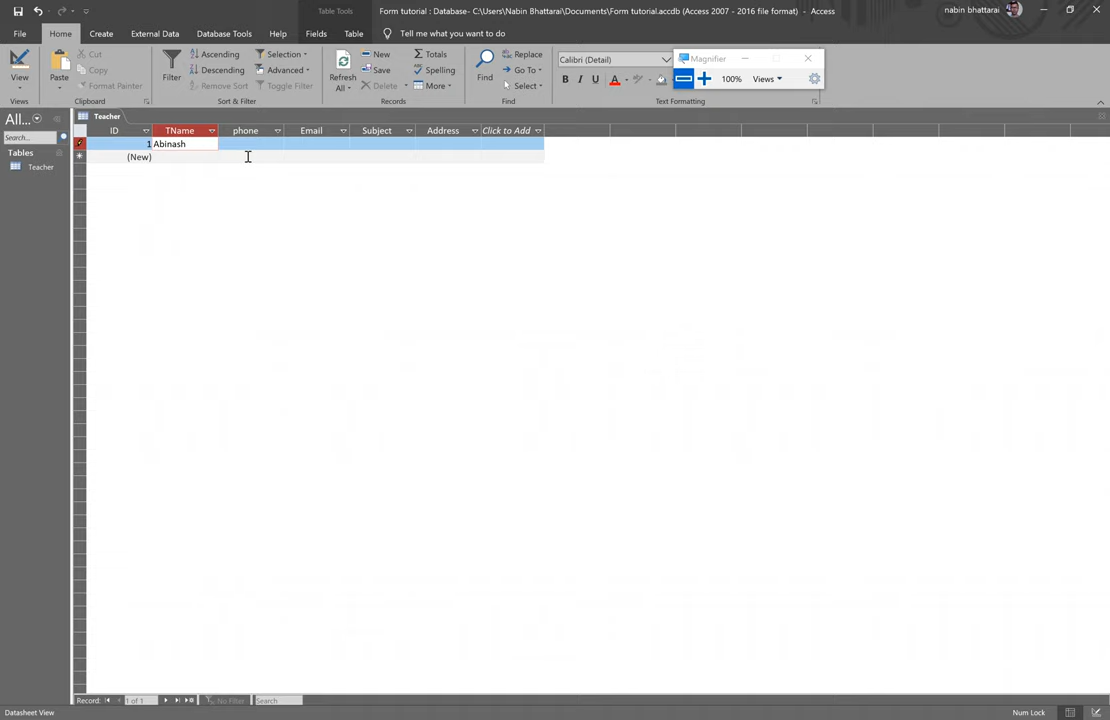 Table Tools
Form tutorial : Database- C:\Users\Nabin Bhattarai\Documents\Form tutorial.accdb (Access 2007 - 2016 file format) - Access
nabin bhattarai
File
Home
Create
External Data
Database Tools
Help
Fields
Table
Tell me what you want to do
View
Views
Paste
Cut
Copy
Format Painter
Clipboard
Filter
Ascending
Descending
Remove Sort
Selection
Advanced
Toggle Filter
Sort & Filter
Refresh
All
New
Save
Delete
Totals
Spelling
More
Records
Find
Replace
Go To
Select
Find
Calibri (Detail)
B I U A
Text Formatting
Magnifier
100%
Views
All...
Search...
Tables
Teacher
Teacher
ID TName phone Email Subject Address Click to Add
1 Abinash
(New)
Record: 1 of 1 No Filter Search
Datasheet View
Num Lock